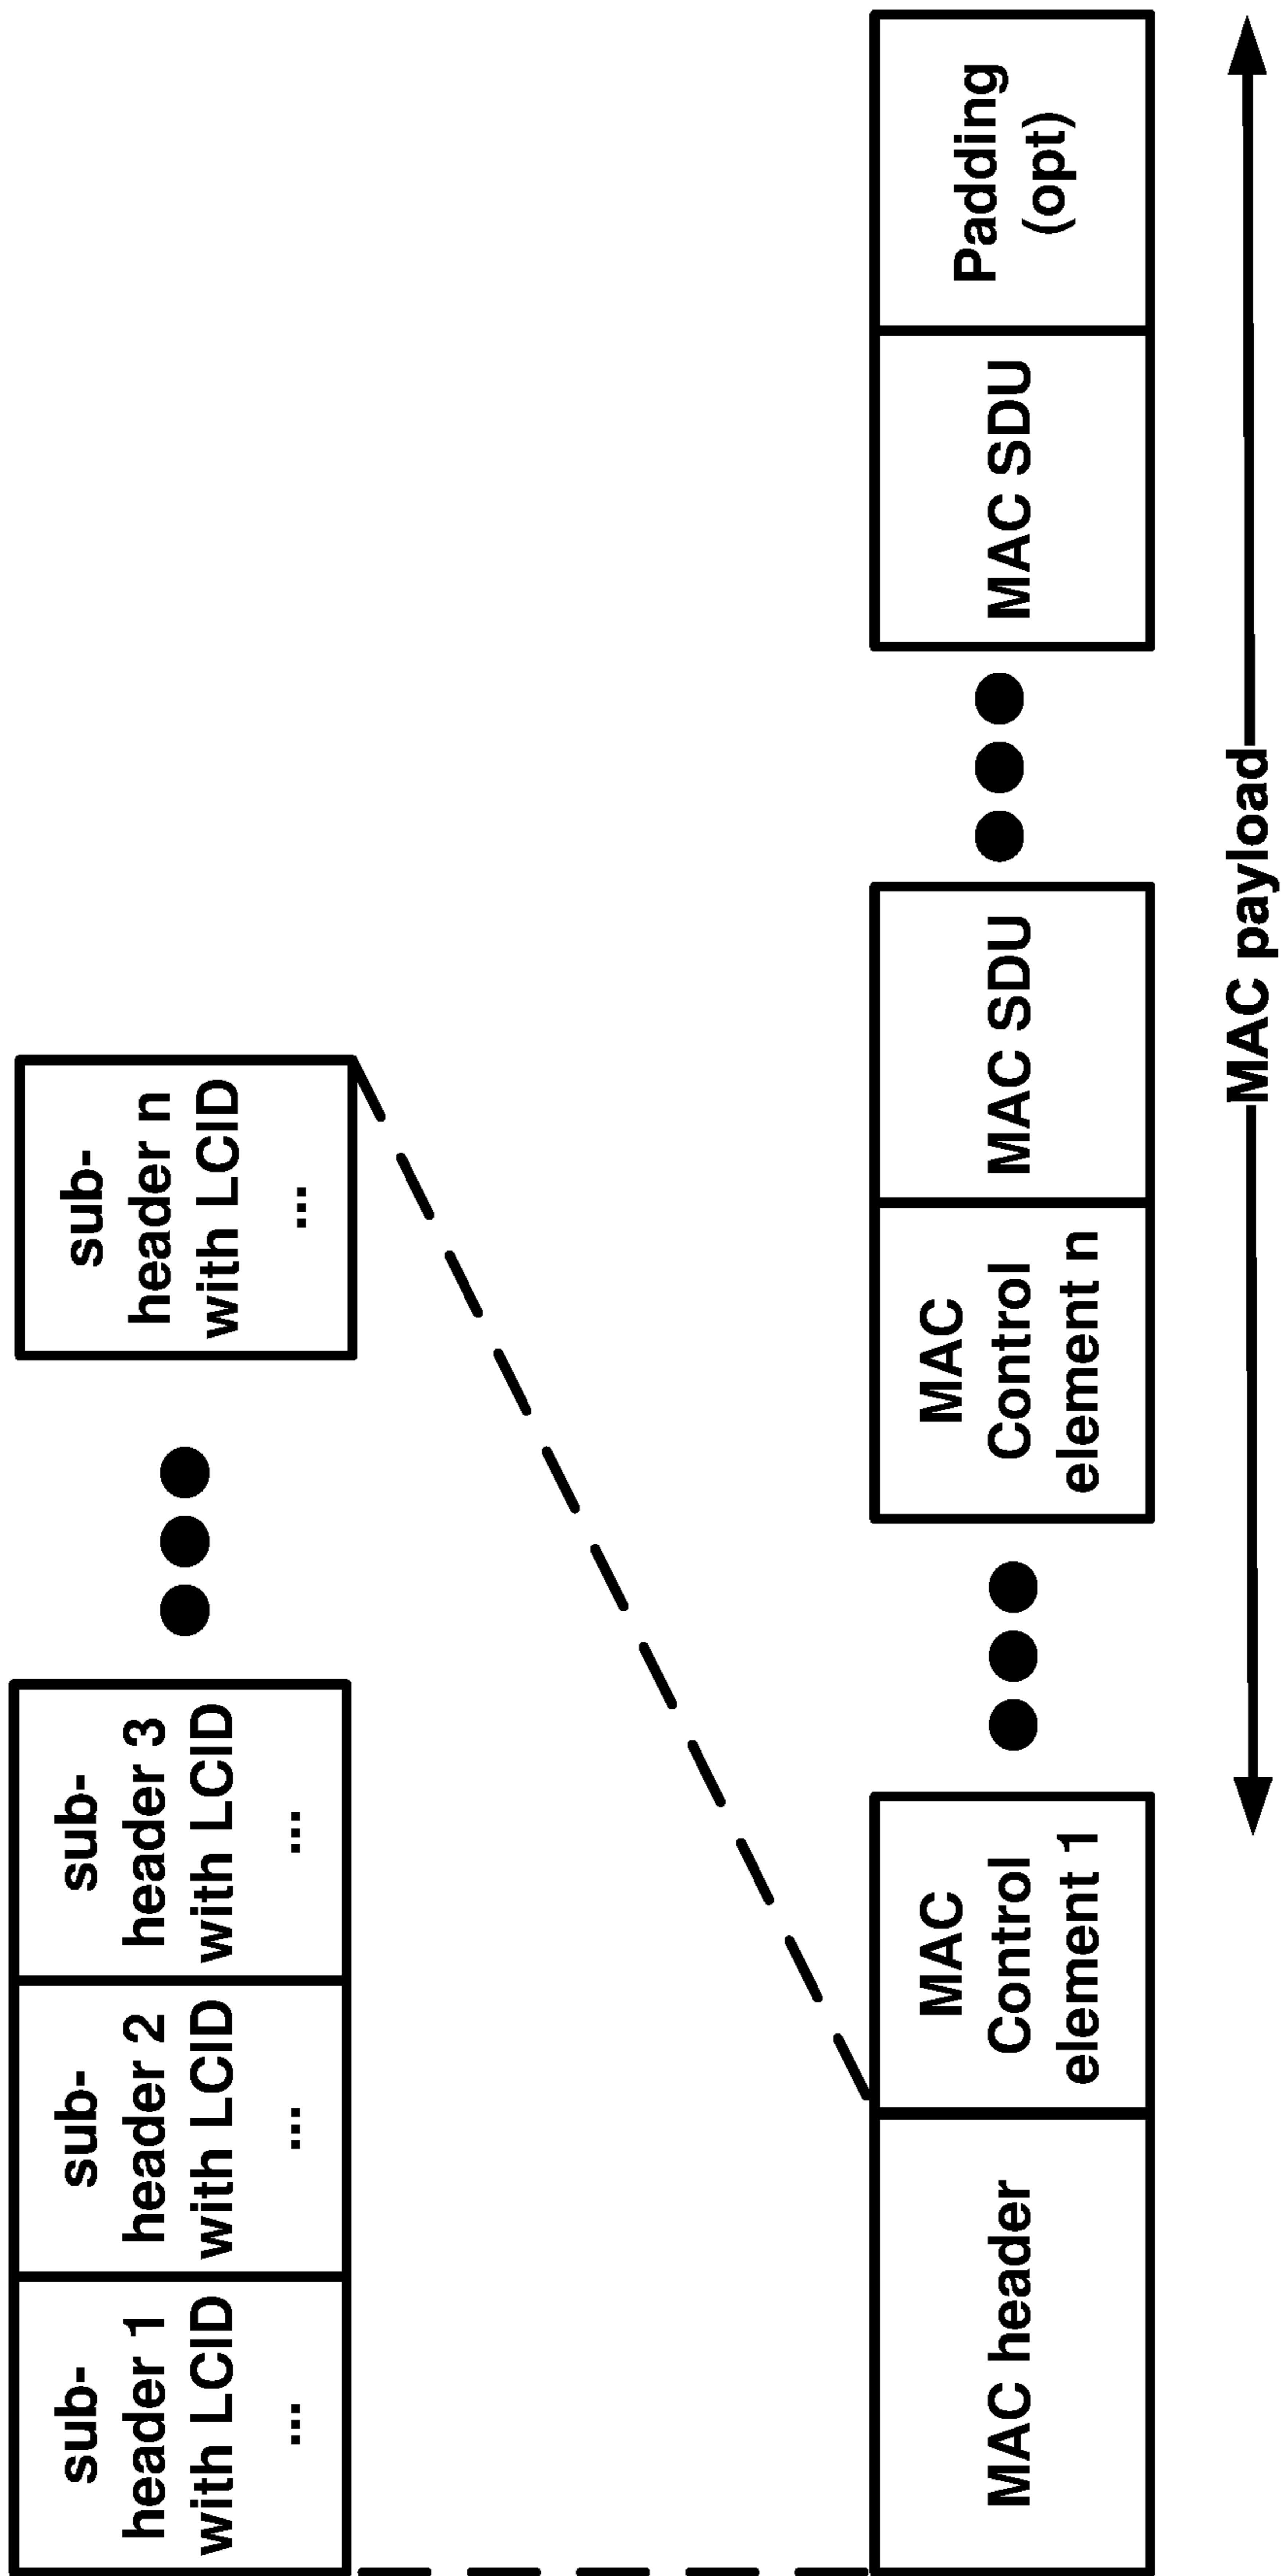 sub-
header 1
with LCID
...
sub-
header 2
with LCID
...
sub-
header 3
with LCID
...
sub-
header n
with LCID
...
MAC header
MAC
Control
element 1
MAC
Control
element n
MAC SDU
MAC SDU
Padding
(opt)
MAC payload